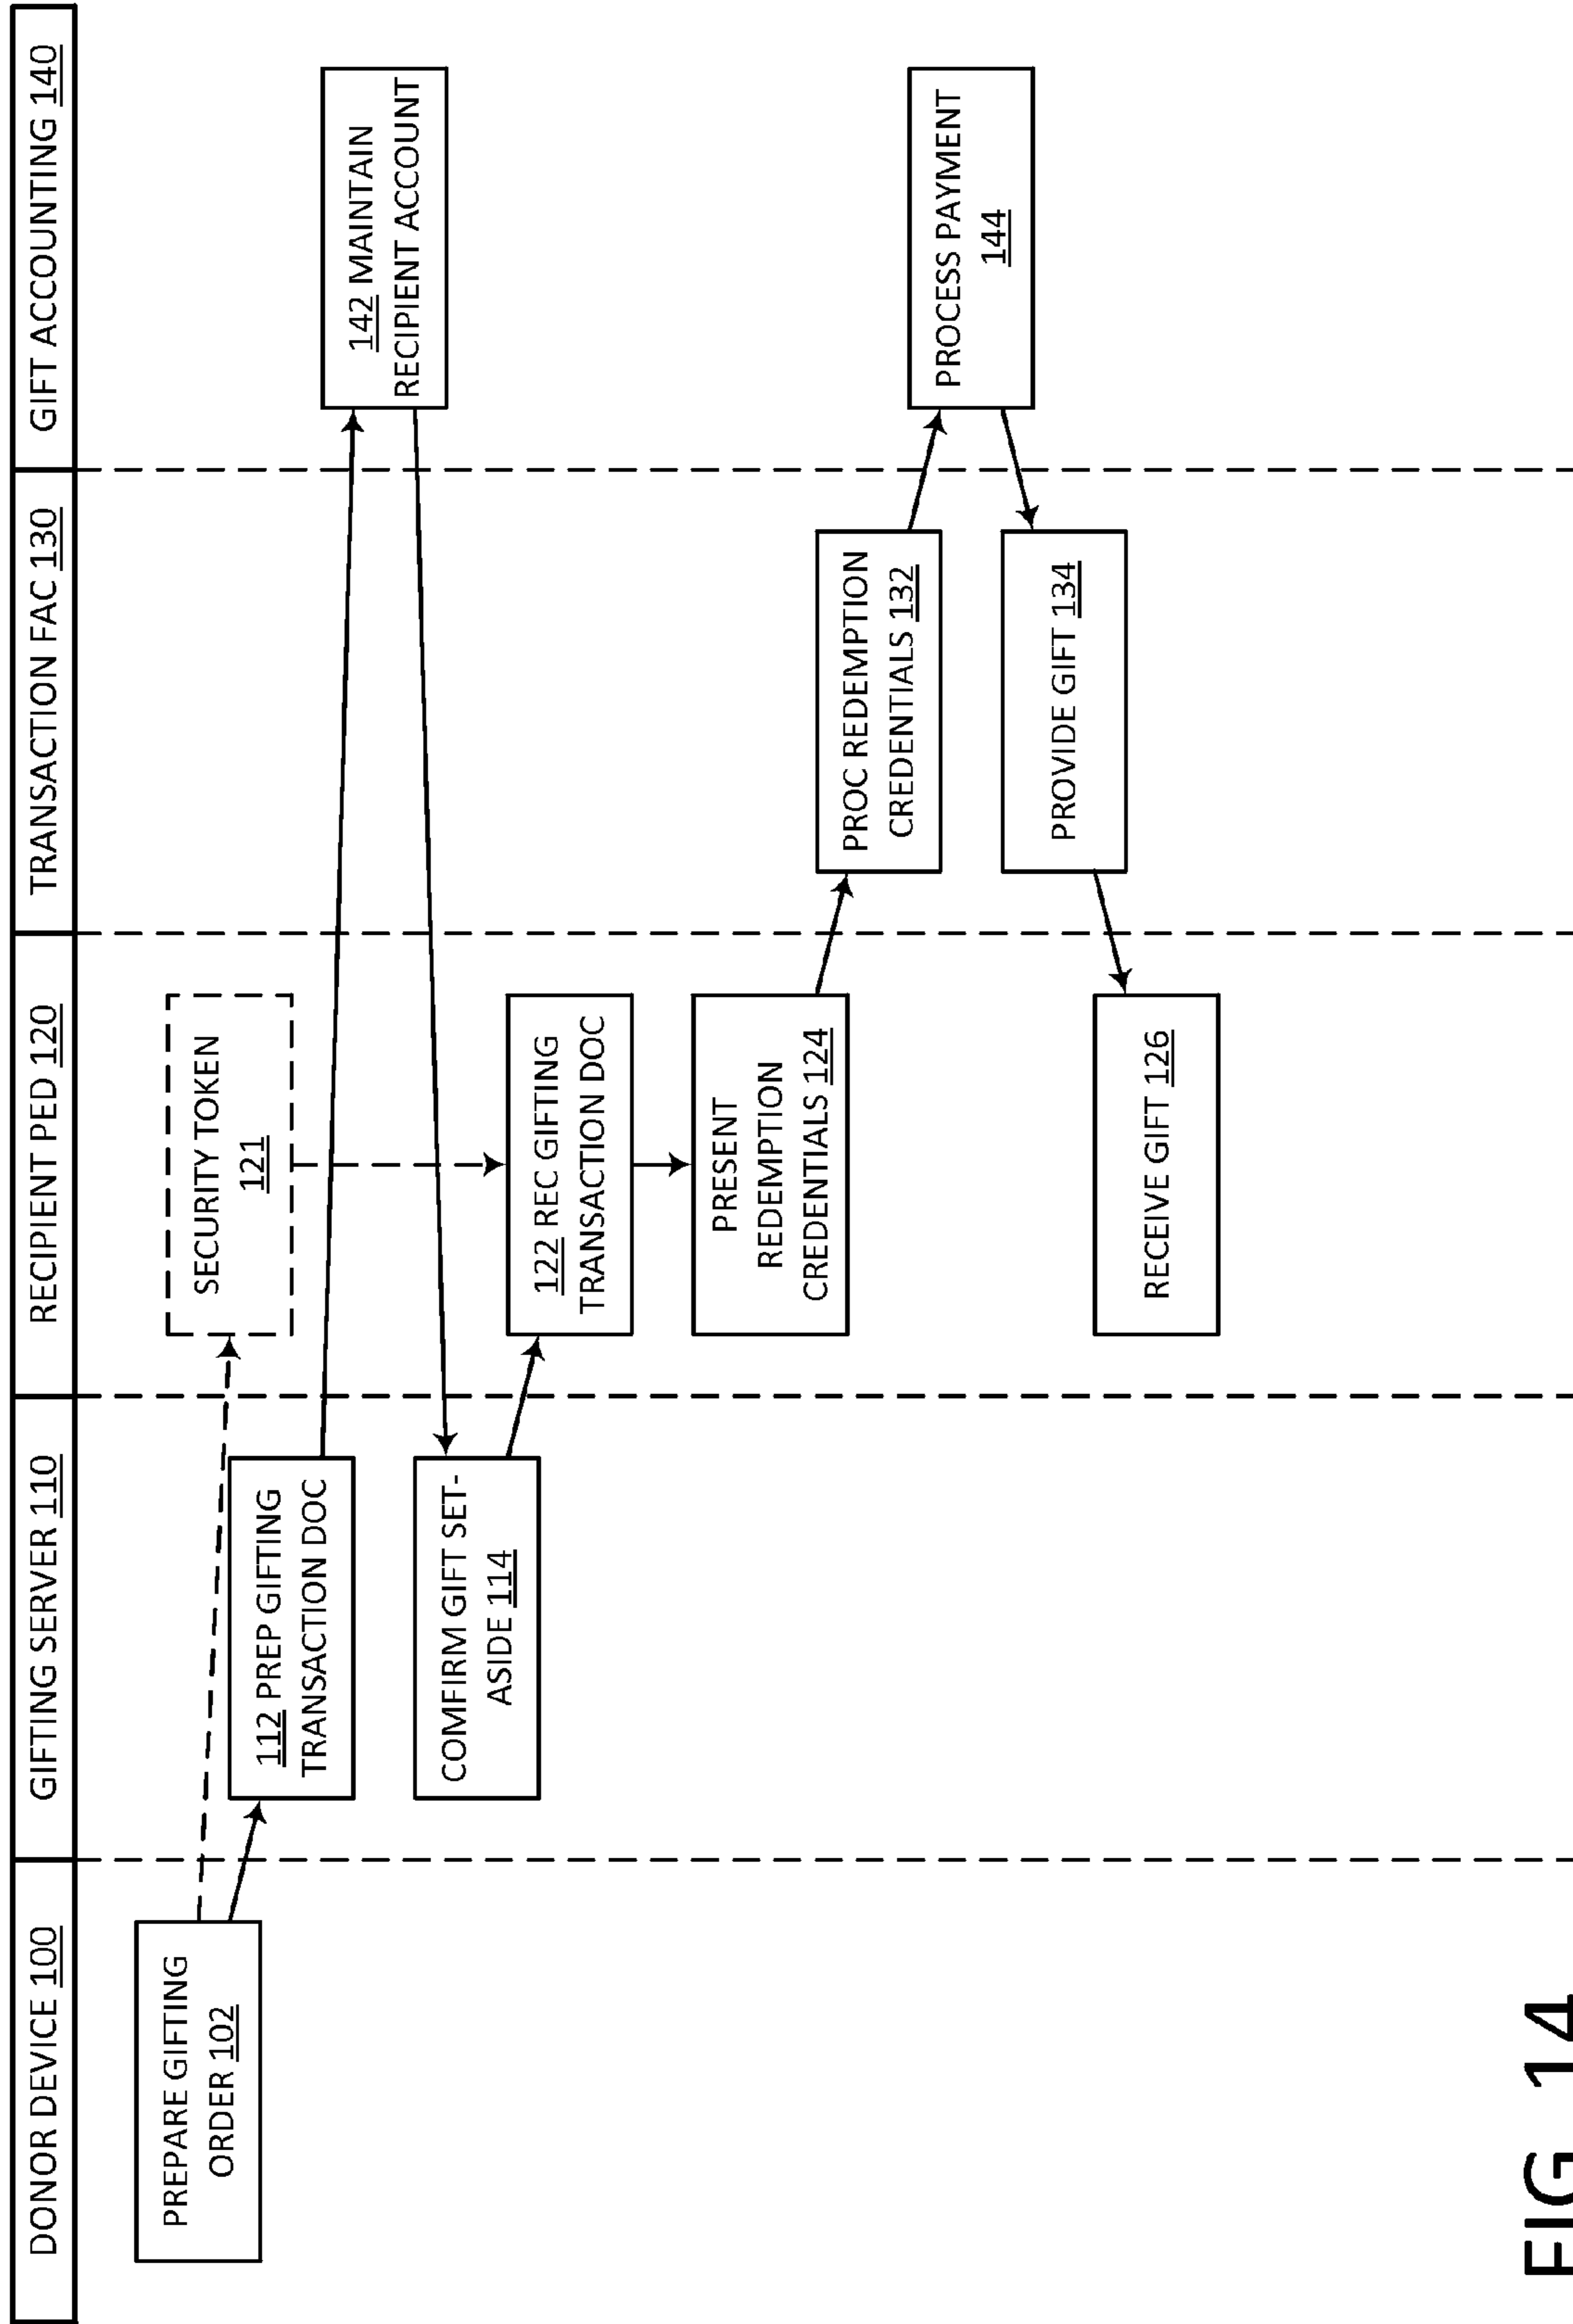 DONOR DEVICE 100
GIFTING SERVER 110
RECIPIENT PED 120
TRANSACTION FAC 130
GIFT ACCOUNTING 140
PREPARE GIFTING
ORDER 102
SECURITY TOKEN
121
112 PREP GIFTING
TRANSACTION DOC
142 MAINTAIN
RECIPIENT ACCOUNT
COMFIRM GIFT SET-
ASIDE 114
122 REC GIFTING
TRANSACTION DOC
PRESENT
REDEMPTION
CREDENTIALS 124
PROC REDEMPTION
CREDENTIALS 132
PROCESS PAYMENT
144
PROVIDE GIFT 134
RECEIVE GIFT 126
FIG 14